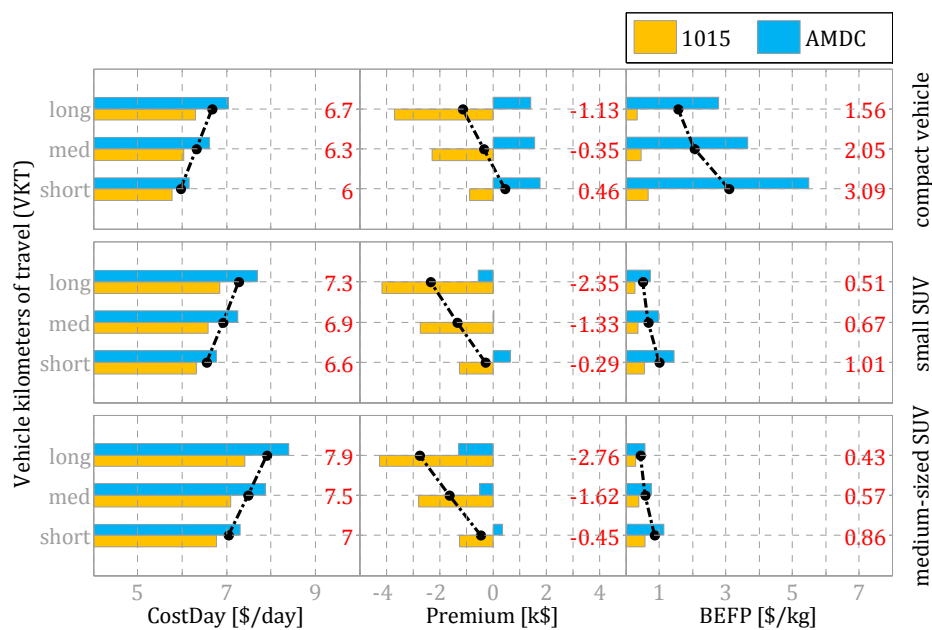 1015 AMDC
Vehicle kilometers of travel (VKT)
long 6.7 -1.13 1.56
med 6.3 -0.35 2.05
short 6 0.46 3.09
compact vehicle
long 7.3 -2.35 0.51
med 6.9 -1.33 0.67
short 6.6 -0.29 1.01
small SUV
long 7.9 -2.76 0.43
med 7.5 -1.62 0.57
short 7 -0.45 0.86
medium-sized SUV
5 7 9 -4 -2 0 2 4 1 3 5 7
CostDay [$/day] Premium [k$] BEFP [$/kg]